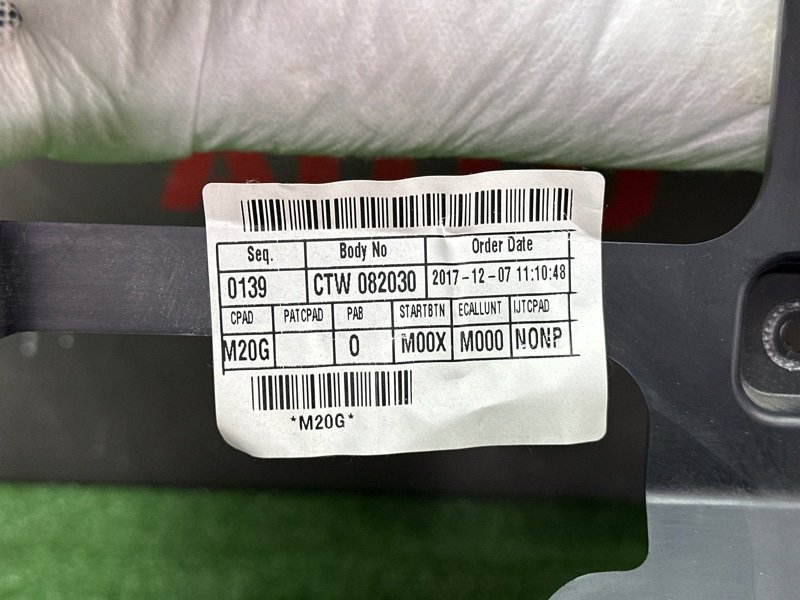 Seq. Body No Order Date
0139 CTW 082030 2017-12-07 11:10:48
CPAD PATCPAD PAB STARTBTN ECALLUNT IJTCPAD
M20G 0 M00X M000 NONP
*M20G*